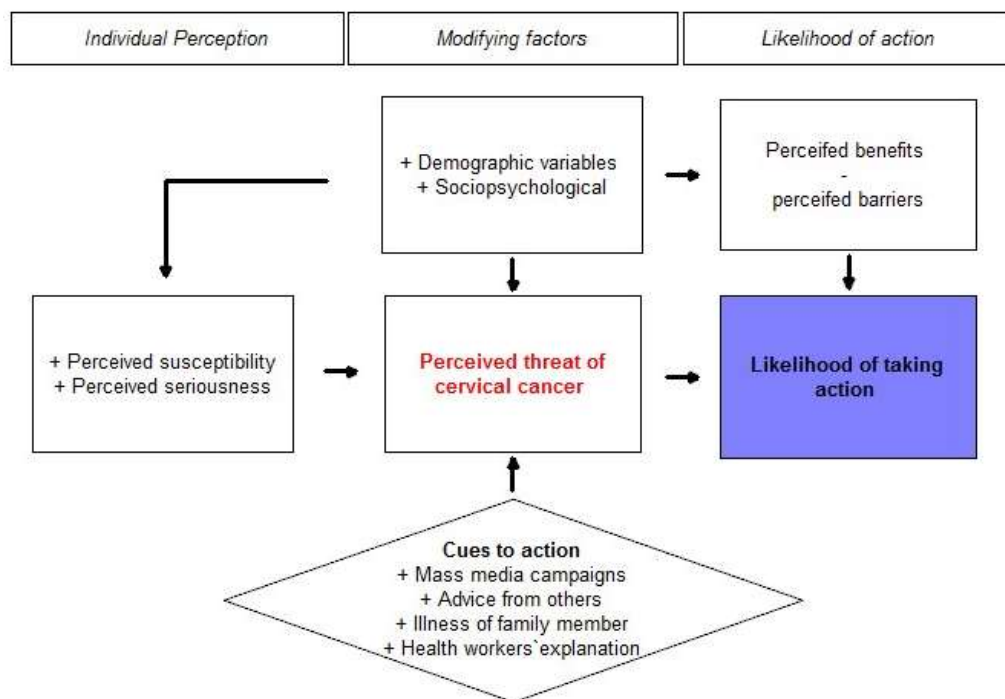 Individual Perception
Modifying factors
Likelihood of action
+ Demographic variables
+ Sociopsychological
Perceifed benefits
-
perceifed barriers
+ Perceived susceptibility
+ Perceived seriousness
Perceived threat of
cervical cancer
Likelihood of taking
action
Cues to action
+ Mass media campaigns
+ Advice from others
+ Illness of family member
+ Health workers`explanation